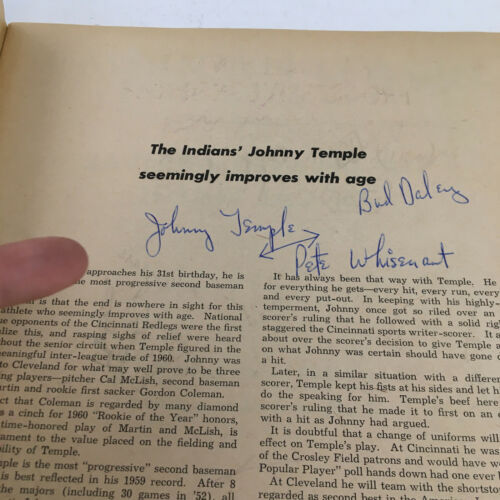 The Indians' Johnny Temple
seemingly improves with age
Bud Daley
Johnny Temple
Pete Whisenant
approaches his 31st birthday, he is
most progressive second baseman
is that the end is nowhere in sight for this
athlete who seemingly improves with age. National
opponents of the Cincinnati Redlegs were the first
this, and rasping sighs of relief were heard
the senior circuit when Temple figured in the
meaningful inter-league trade of 1960. Johnny was
to Cleveland for what may well prove to be three
players—pitcher Cal McLish, second baseman
Martin and rookie first sacker Gordon Coleman.
ct that Coleman is regarded by many diamond
s a cinch for 1960 "Rookie of the Year" honors,
time-honored play of Martin and McLish, is
ament to the value placed on the fielding and
bility of Temple.
mple is the most "progressive" second baseman
is best reflected in his 1959 record. After 8
the majors (including 30 games in '52), all
It has always been that way with Temple. He
for everything he gets—every hit, every run, every
and every put-out. In keeping with his highly-
temperment, Johnny once got so riled over an
scorer's ruling that he followed with a solid rig
staggered the Cincinnati sports writer-scorer. It a
about over the scorer's decision to give Temple a
on what Johnny was certain should have gone
a hit.
Later, in a similar situation with a differen
scorer, Temple kept his fists at his sides and let h
do the speaking for him. Temple's beef here
scorer's ruling he made it to first on an e
with a hit as Johnny had argued.
It is doubtful that a change of uniforms will
effect on Temple's play. At Cincinnati he was
of the Crosley Field patrons and would have w
Popular Player" poll hands down had one ever
At Cleveland he will team with the shortsto
regarded as second best in the